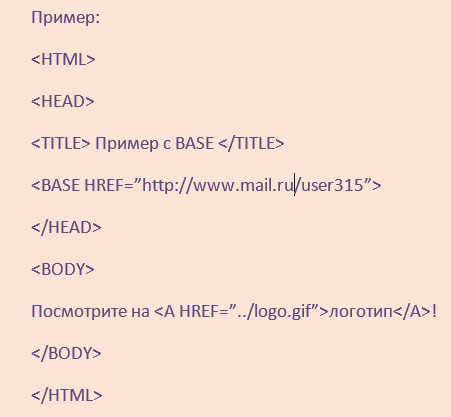 Пример:
<HTML>
<HEAD>
<TITLE> Пример с BASE </TITLE>
<BASE HREF=”http://www.mail.ru/user315”>
</HEAD>
<BODY>
Посмотрите на <A HREF=”../logo.gif”>логотип</A>!
</BODY>
</HTML>